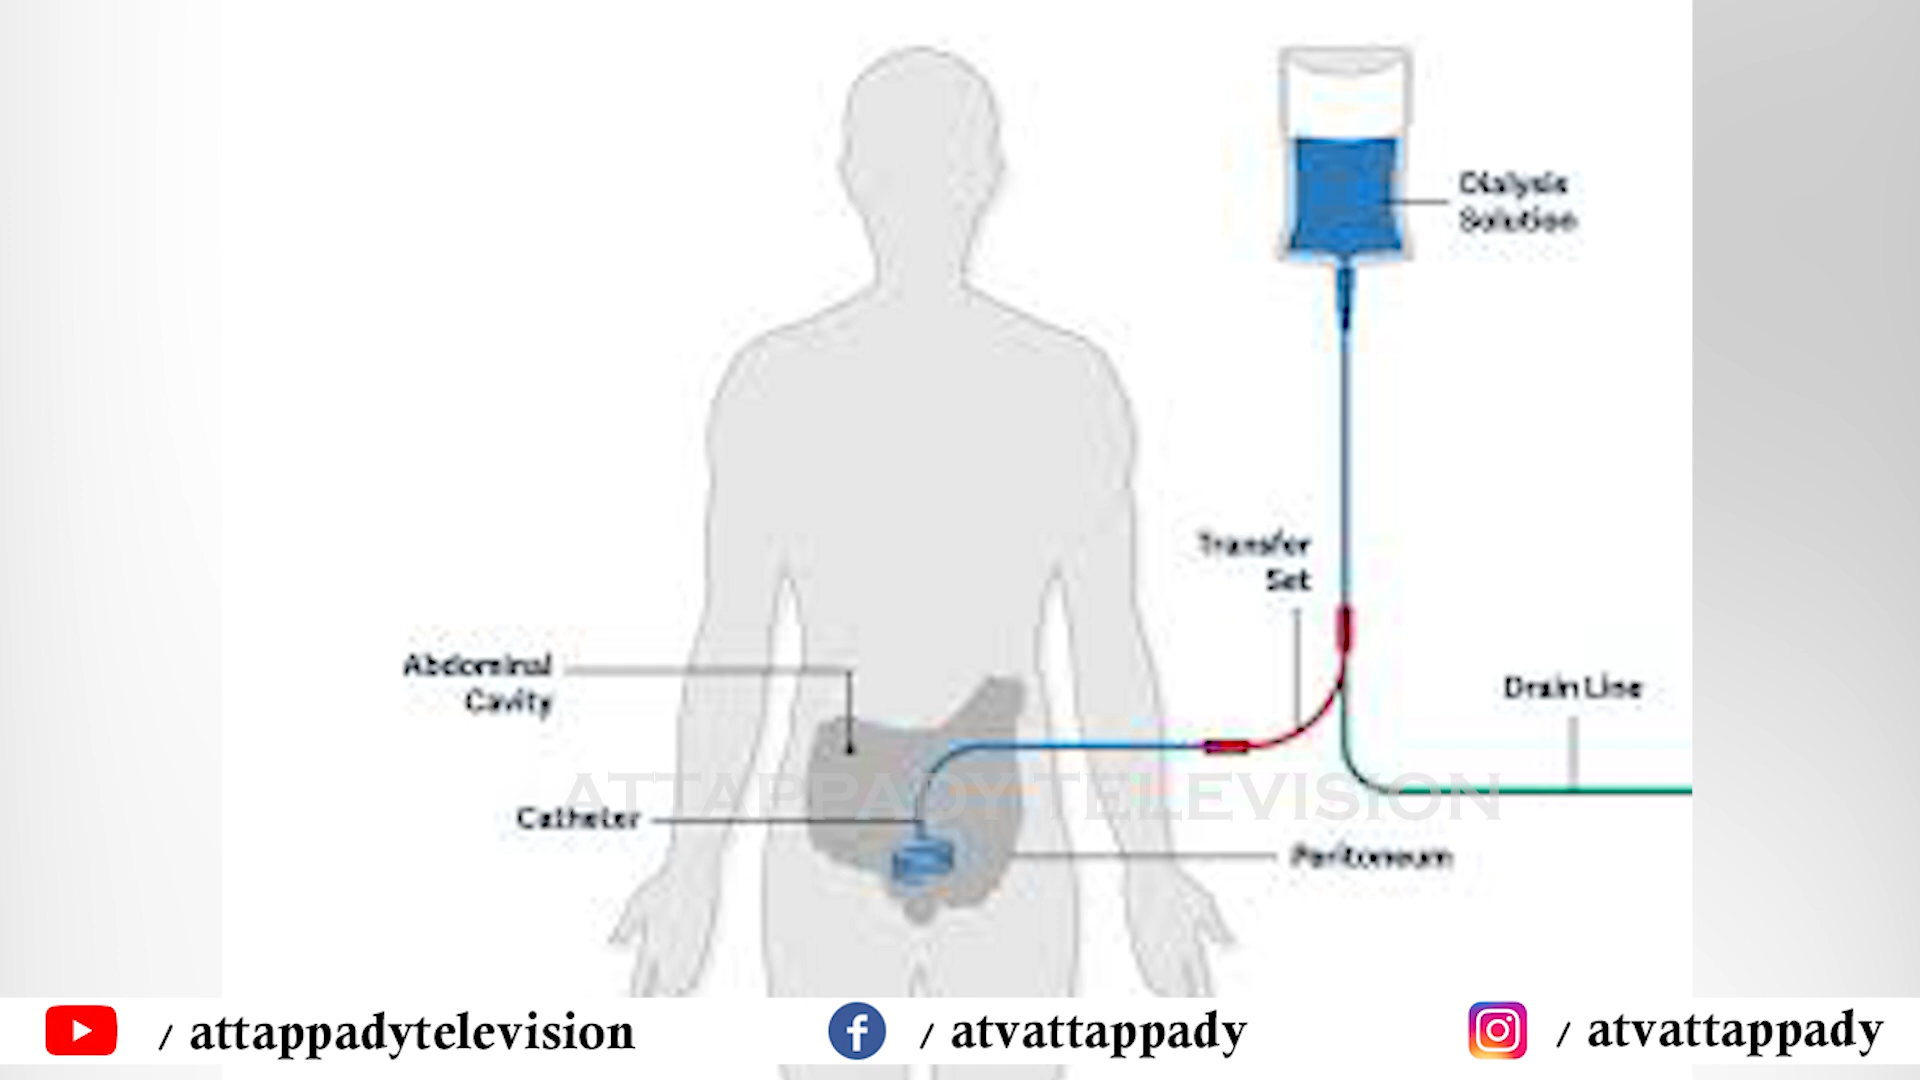 Dialysis
Solution
Transfer
Set
Abdominal
Cavity
Drain Line
ATTAPPADY TELEVISION
Catheter
Peritoneum
/ attappadytelevision
/ atvattappady
/ atvattappady